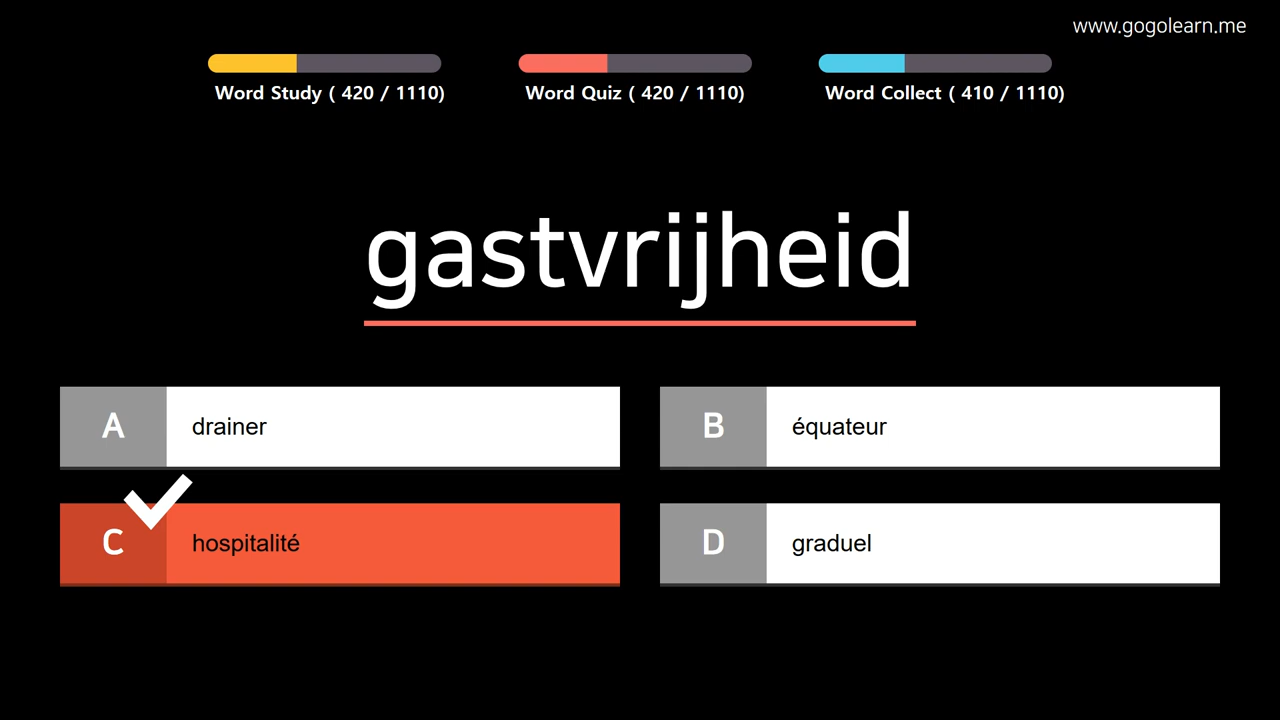 www.gogolearn.me
Word Study ( 420 / 1110)
Word Quiz ( 420 / 1110)
Word Collect ( 410 / 1110)
gastvrijheid
A drainer
B équateur
C hospitalité
D graduel